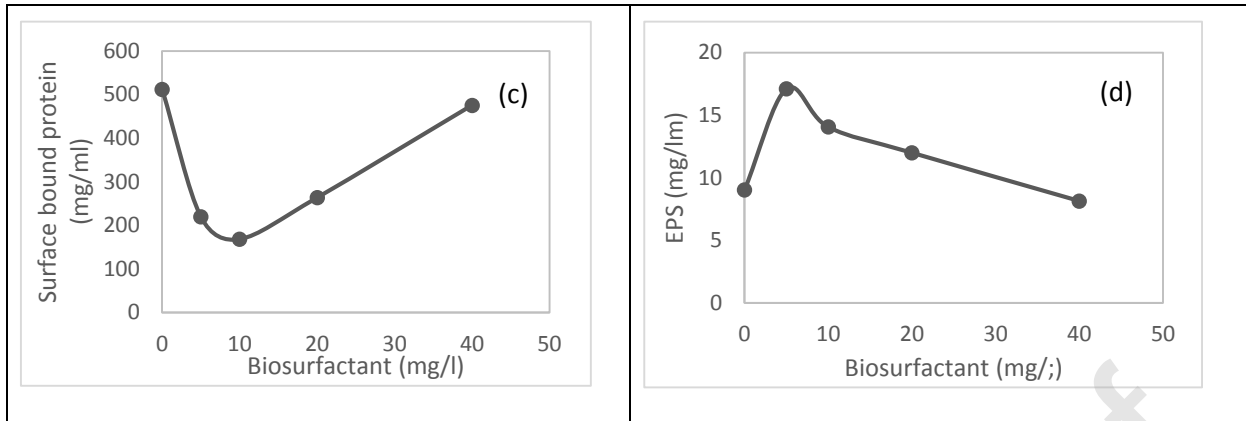 600
500
400
300
200
100
0
0 10 20 30 40 50
Surface bound protein
(mg/ml)
Biosurfactant (mg/l)
(c)
20
15
10
5
0
0 10 20 30 40 50
EPS (mg/lm)
Biosurfactant (mg/;)
(d)
f